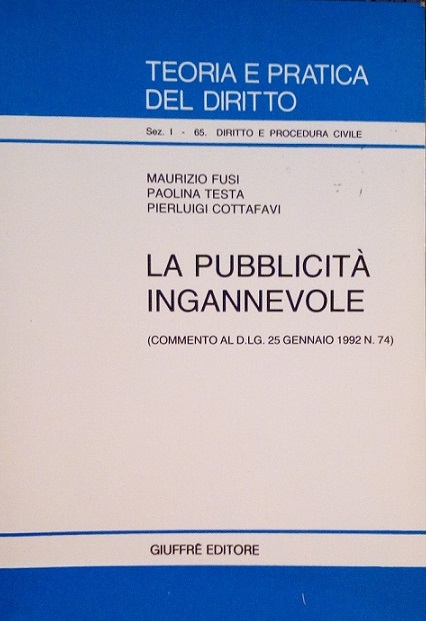 TEORIA E PRATICA
DEL DIRITTO
Sez. I - 65. DIRITTO E PROCEDURA CIVILE
MAURIZIO FUSI
PAOLINA TESTA
PIERLUIGI COTTAFAVI
LA PUBBLICITÀ
INGANNEVOLE
(COMMENTO AL D.LG. 25 GENNAIO 1992 N. 74)
GIUFFRÊ EDITORE